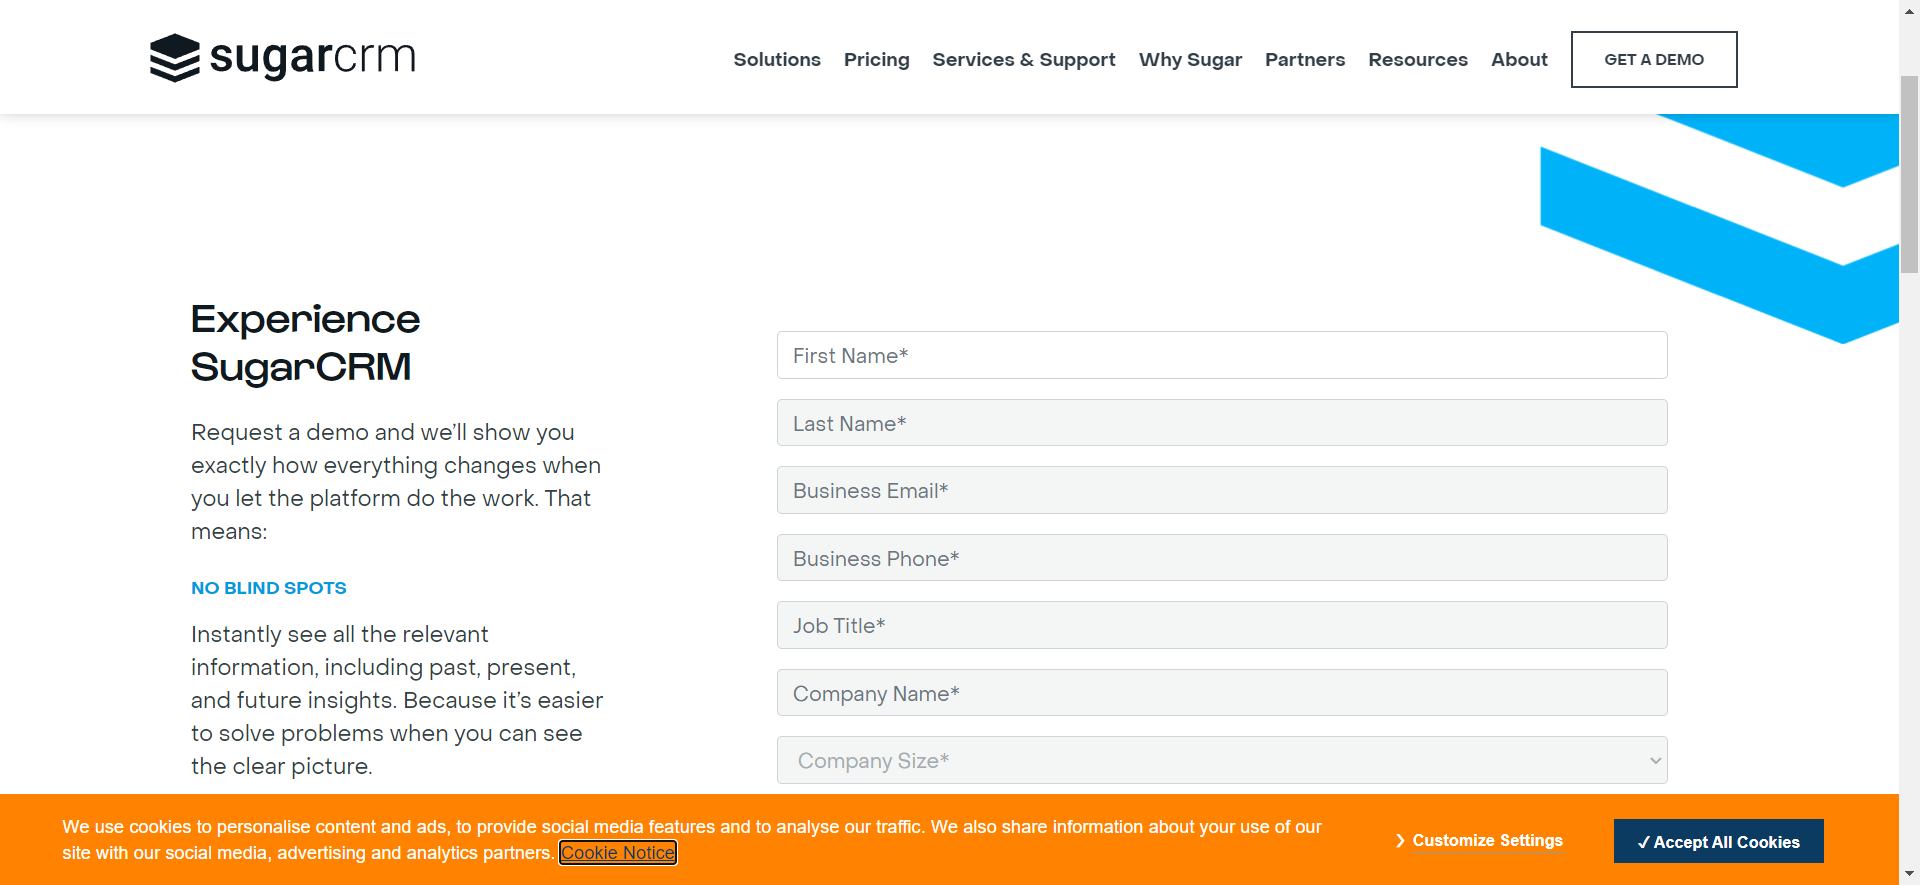 sugarcrm
Solutions Pricing Services & Support Why Sugar Partners Resources About GET A DEMO
Experience
SugarCRM
Request a demo and we’ll show you
exactly how everything changes when
you let the platform do the work. That
means:
NO BLIND SPOTS
Instantly see all the relevant
information, including past, present,
and future insights. Because it’s easier
to solve problems when you can see
the clear picture.
First Name*
Last Name*
Business Email*
Business Phone*
Job Title*
Company Name*
Company Size*
We use cookies to personalise content and ads, to provide social media features and to analyse our traffic. We also share information about your use of our
site with our social media, advertising and analytics partners. Cookie Notice
Customize Settings
✓ Accept All Cookies